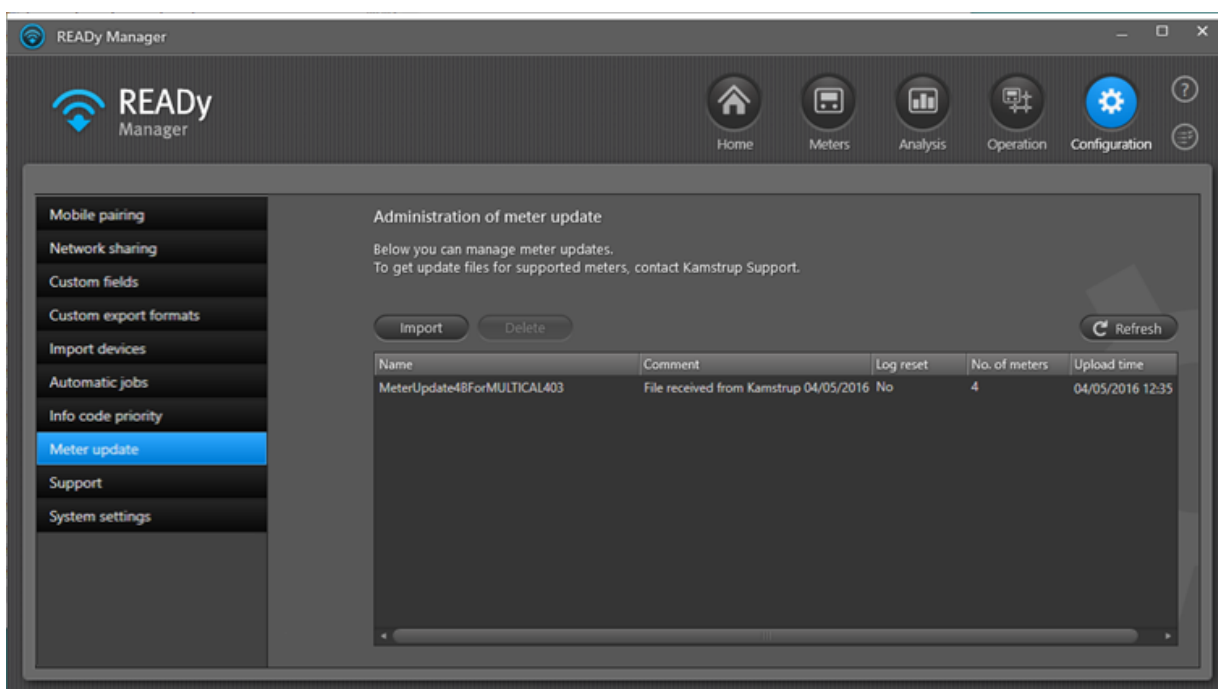 READy Manager
READy
Manager
Home
Meters
Analysis
Operation
Configuration
?
Mobile pairing
Network sharing
Custom fields
Custom export formats
Import devices
Automatic jobs
Info code priority
Meter update
Support
System settings
Administration of meter update
Below you can manage meter updates.
To get update files for supported meters, contact Kamstrup Support.
Import Delete Refresh
Name Comment Log reset No. of meters Upload time
MeterUpdate4BForMULTICAL403 File received from Kamstrup 04/05/2016 No 4 04/05/2016 12:35